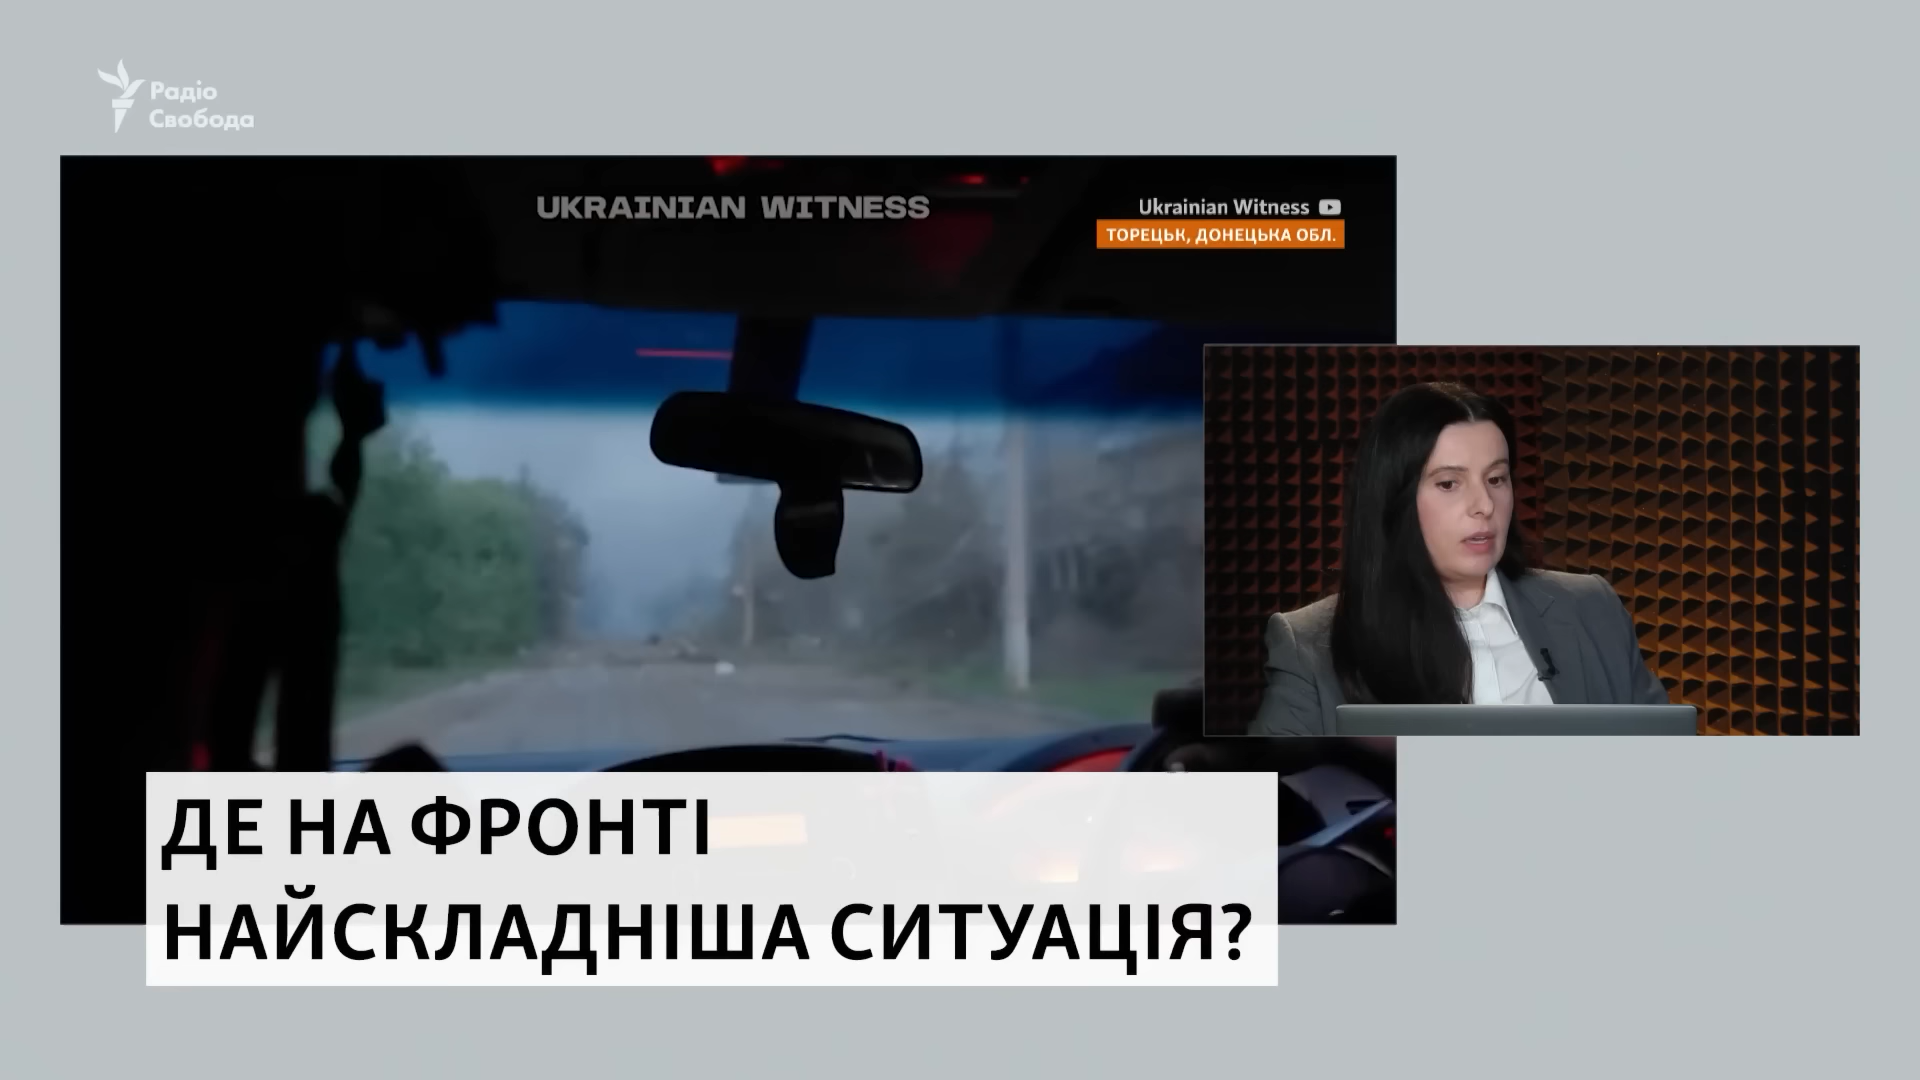 Радіо
Свобода
UKRAINIAN WITNESS
Ukrainian Witness
ТОРЕЦЬК, ДОНЕЦЬКА ОБЛ.
ДЕ НА ФРОНТІ
НАЙСКЛАДНІША СИТУАЦІЯ?